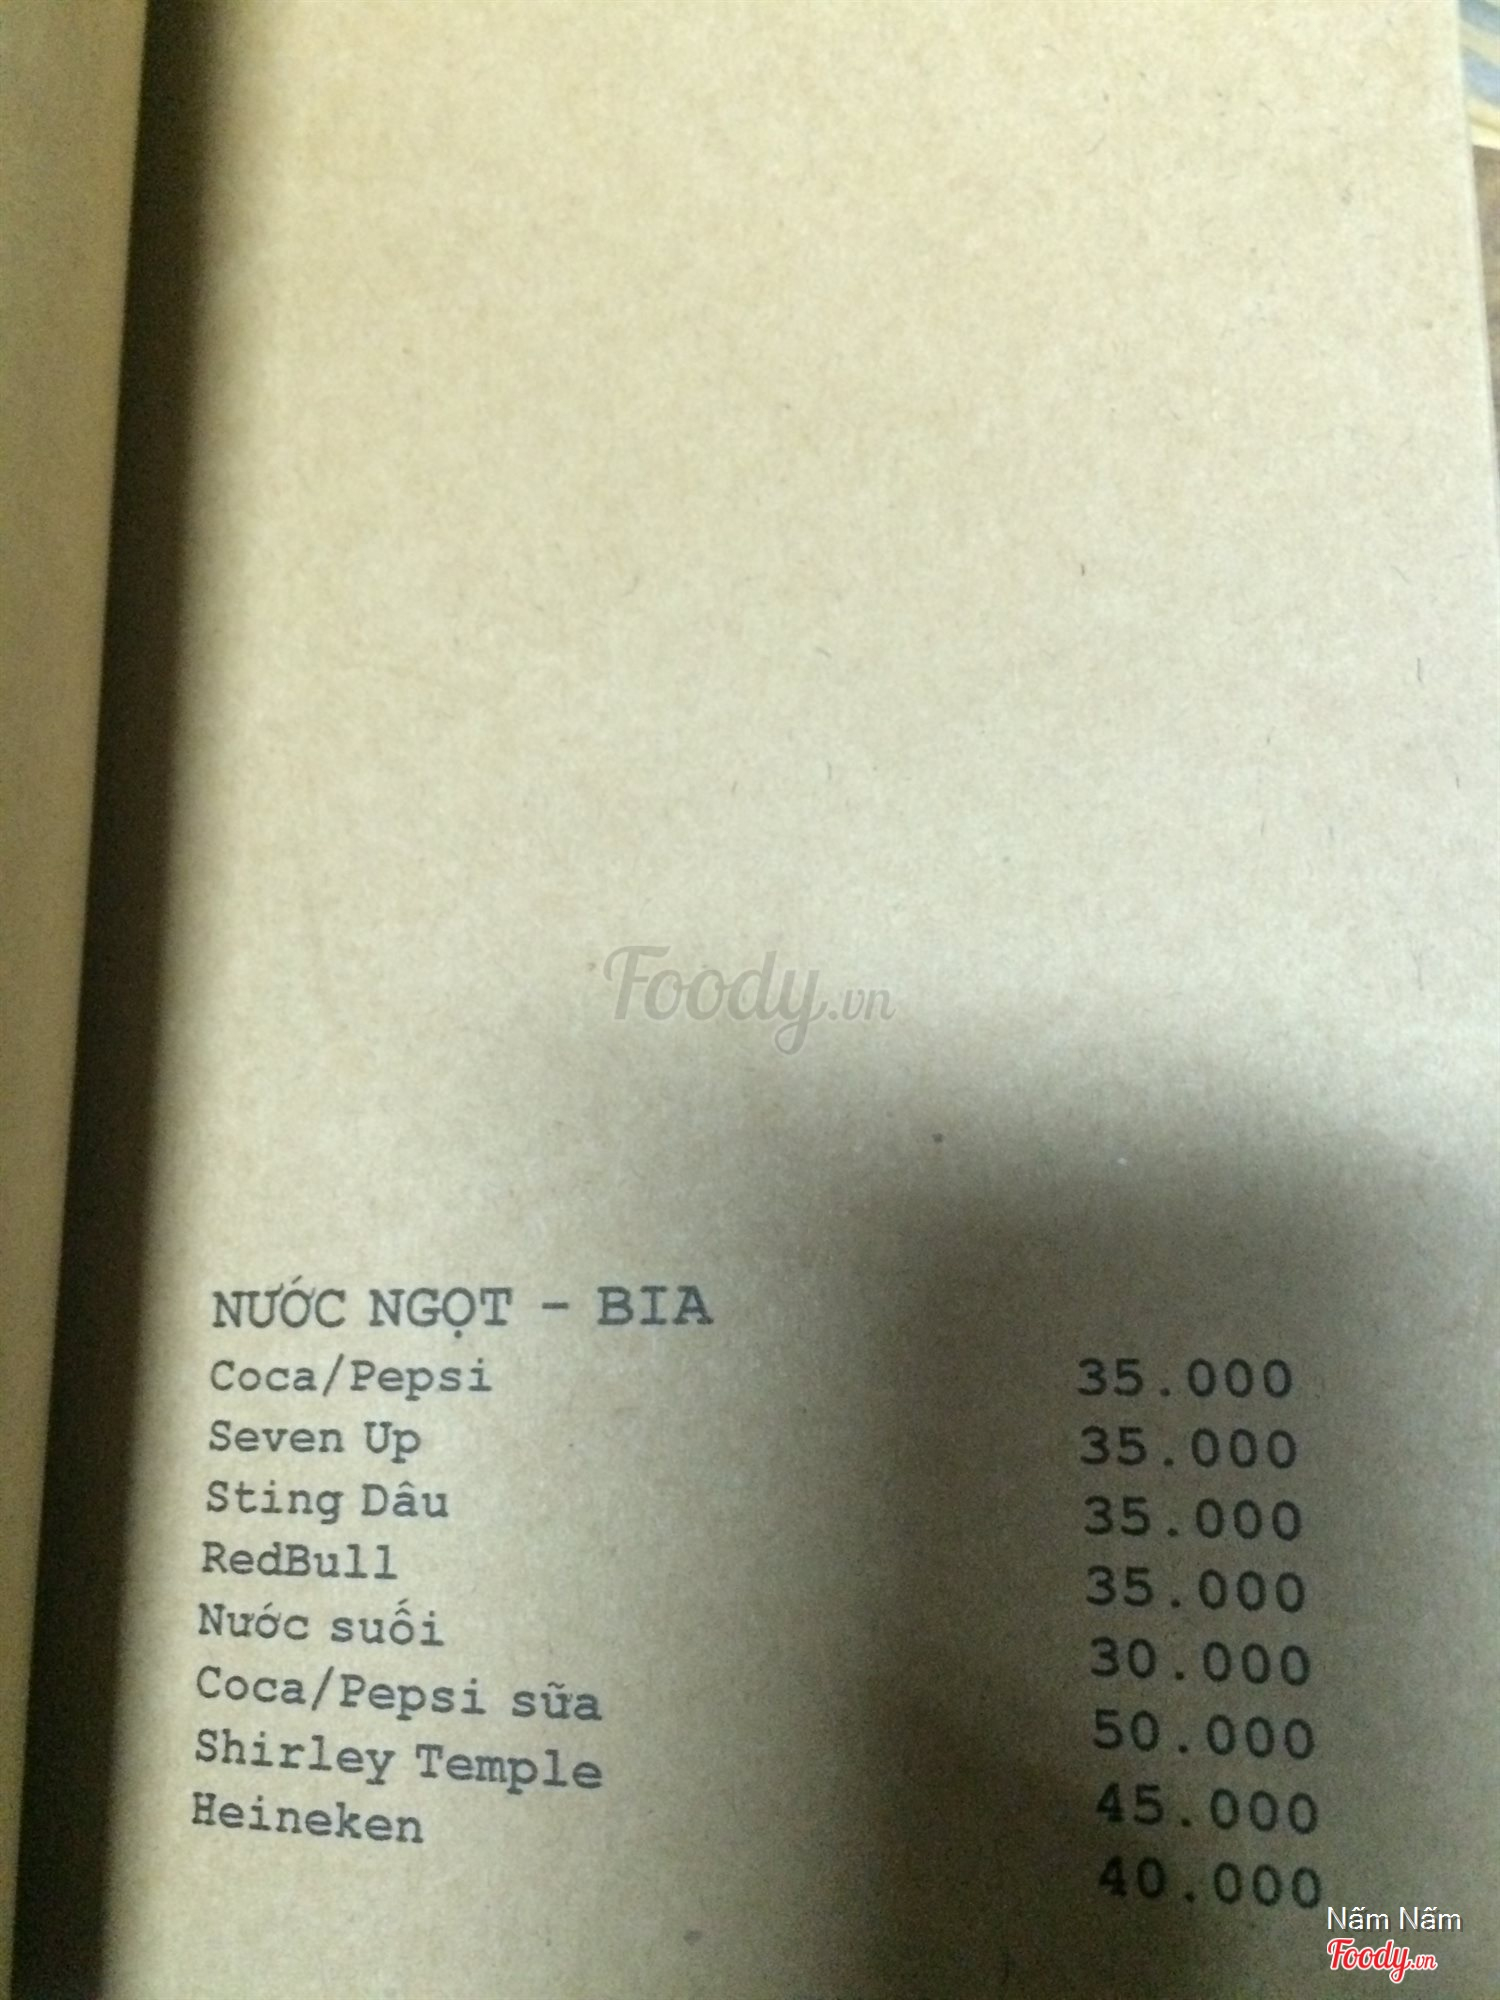 Foody.vn
NƯỚC NGỌT - BIA
Coca/Pepsi 35.000
Seven Up 35.000
Sting Dâu 35.000
RedBull 35.000
Nước suối 30.000
Coca/Pepsi sữa 50.000
Shirley Temple 45.000
Heineken 40.000
Nấm Nấm
Foody.vn